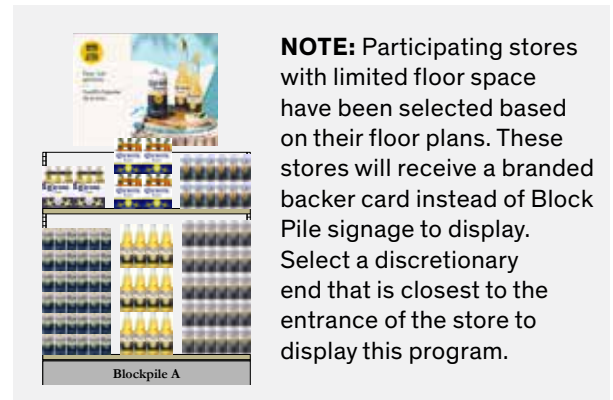 NOTE: Participating stores
with limited floor space
have been selected based
on their floor plans. These
stores will receive a branded
backer card instead of Block
Pile signage to display.
Select a discretionary
end that is closest to the
entrance of the store to
display this program.
Blockpile A